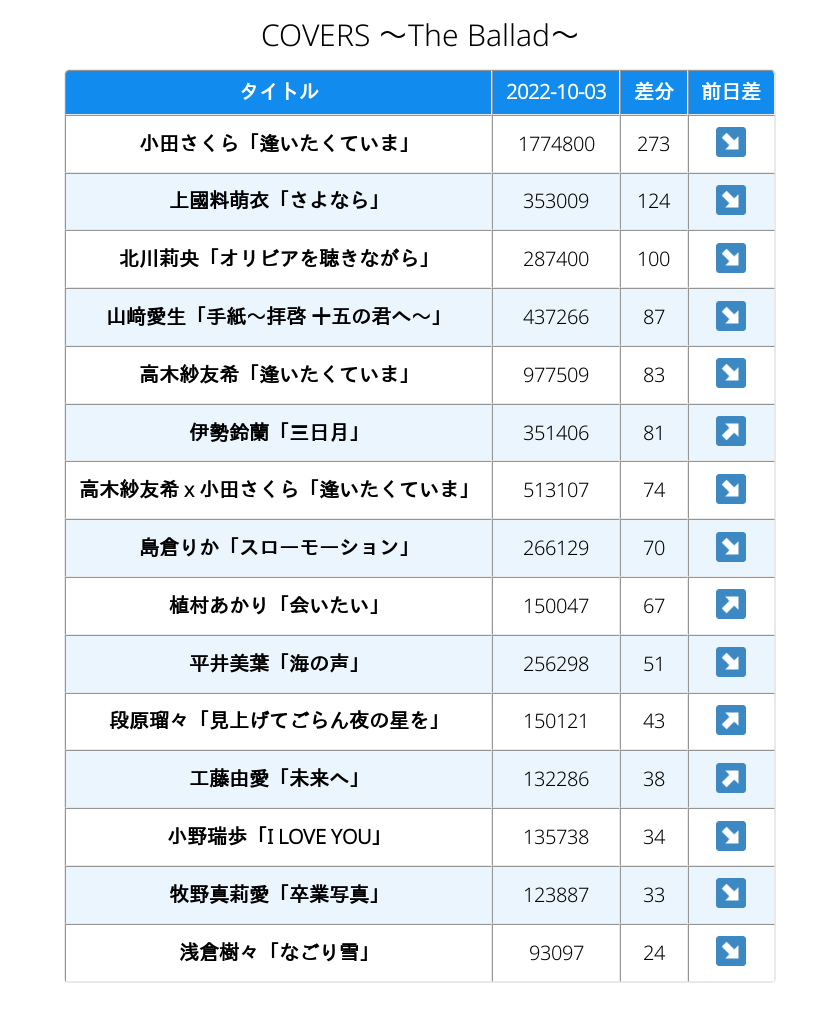 COVERS ～The Ballad～
タイトル 2022-10-03 差分 前日差
小田さくら「逢いたくていま」 1774800 273 ↘
上國料萌衣「さよなら」 353009 124 ↘
北川莉央「オリビアを聴きながら」 287400 100 ↘
山﨑愛生「手紙～拝啓 十五の君へ～」 437266 87 ↘
高木紗友希「逢いたくていま」 977509 83 ↘
伊勢鈴蘭「三日月」 351406 81 ↗
高木紗友希 x 小田さくら「逢いたくていま」 513107 74 ↘
島倉りか「スローモーション」 266129 70 ↘
植村あかり「会いたい」 150047 67 ↗
平井美葉「海の声」 256298 51 ↘
段原瑠々「見上げてごらん夜の星を」 150121 43 ↗
工藤由愛「未来へ」 132286 38 ↗
小野瑞歩「I LOVE YOU」 135738 34 ↘
牧野真莉愛「卒業写真」 123887 33 ↘
浅倉樹々「なごり雪」 93097 24 ↘